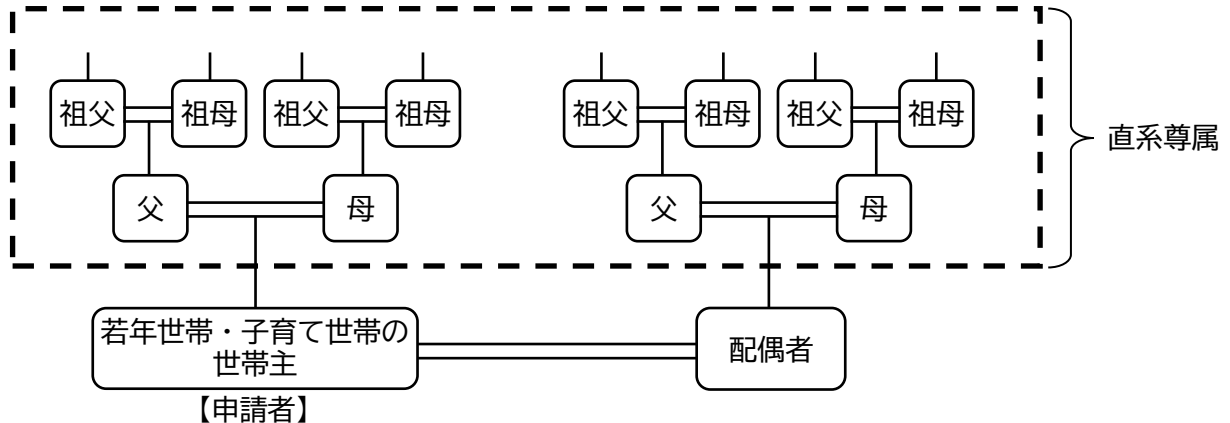 祖父 祖母 祖父 祖母 祖父 祖母 祖父 祖母
直系尊属
父 母 父 母
若年世帯・子育て世帯の
世帯主
配偶者
【申請者】